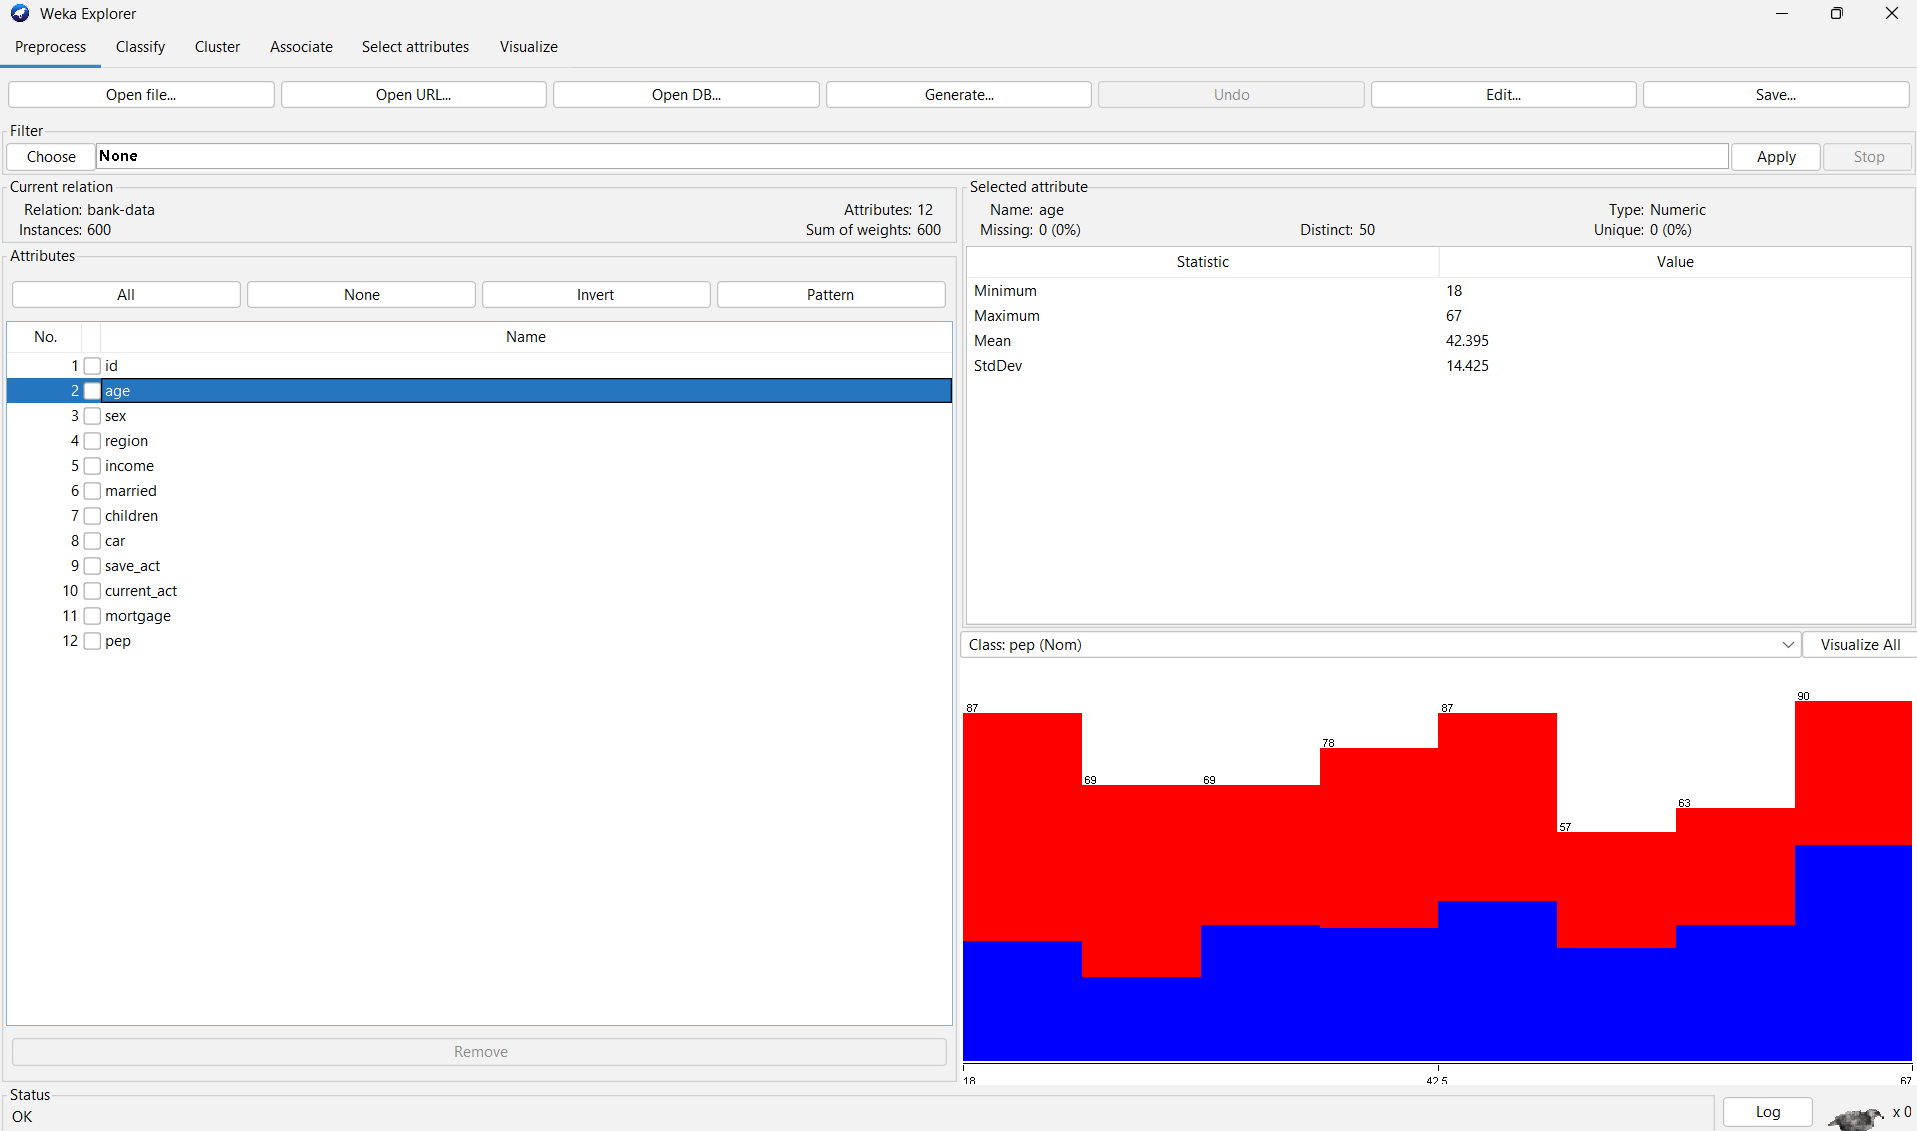 Weka Explorer
Preprocess Classify Cluster Associate Select attributes Visualize
Open file... Open URL... Open DB... Generate... Undo Edit... Save...
Filter
Choose None Apply Stop
Current relation
Relation: bank-data Attributes: 12
Instances: 600 Sum of weights: 600
Attributes
All None Invert Pattern
No. Name
1 id
2 age
3 sex
4 region
5 income
6 married
7 children
8 car
9 save_act
10 current_act
11 mortgage
12 pep
Remove
Selected attribute
Name: age Type: Numeric
Missing: 0 (0%) Distinct: 50 Unique: 0 (0%)
Statistic Value
Minimum 18
Maximum 67
Mean 42.395
StdDev 14.425
Class: pep (Nom) Visualize All
87 69 69 78 87 57 63 90
18 42.5 67
Status
OK
Log x 0